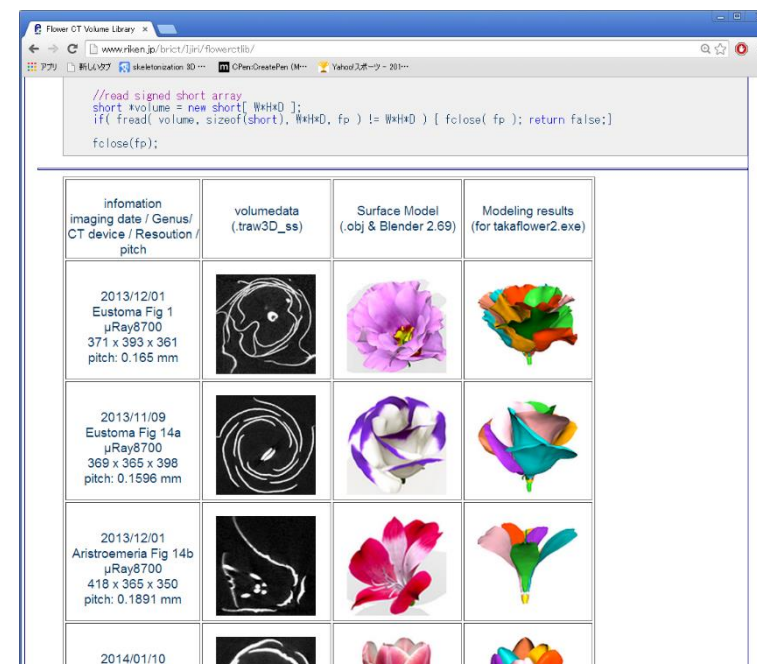 Flower CT Volume Library
www.riken.jp/brict/Ijiri/flowerctlib/
アプリ 新しいタブ skeletonization 3D ... CPen::CreatePen (M... Yahoo!スポーツ - 201...
//read signed short array
short *volume = new short[ W*H*D ];
if( fread( volume, sizeof(short), W*H*D, fp ) != W*H*D ) [ fclose( fp ); return false;]
fclose(fp);
infomation
imaging date / Genus/
CT device / Resoution /
pitch
volumedata
(.traw3D_ss)
Surface Model
(.obj & Blender 2.69)
Modeling results
(for takaflower2.exe)
2013/12/01
Eustoma Fig 1
µRay8700
371 x 393 x 361
pitch: 0.165 mm
2013/11/09
Eustoma Fig 14a
µRay8700
369 x 365 x 398
pitch: 0.1596 mm
2013/12/01
Aristroemeria Fig 14b
µRay8700
418 x 365 x 350
pitch: 0.1891 mm
2014/01/10